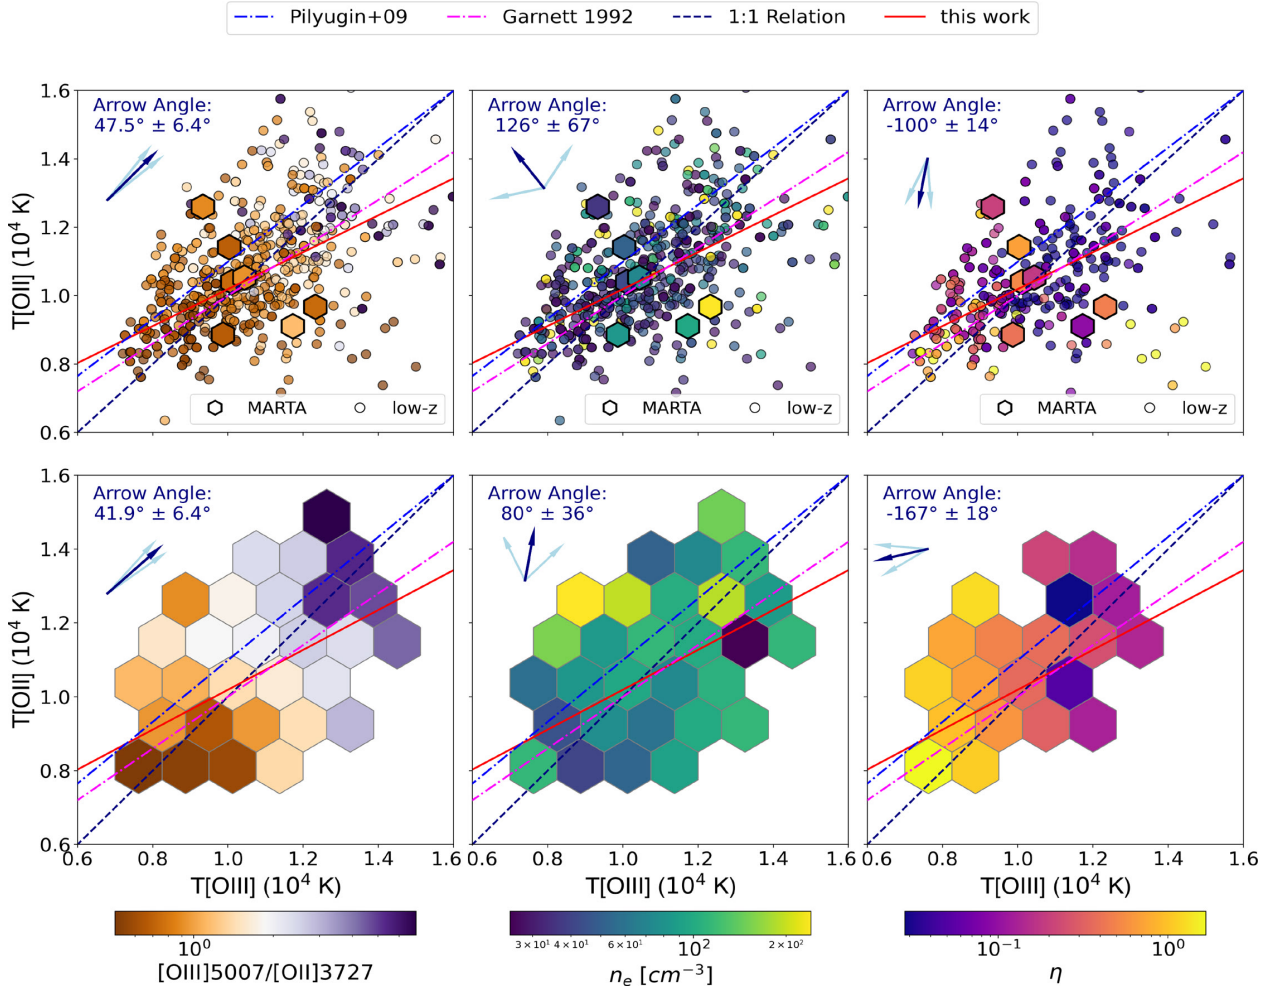 Pilyugin+09 Garnett 1992 1:1 Relation this work
Arrow Angle:
47.5° ± 6.4°
Arrow Angle:
126° ± 67°
Arrow Angle:
-100° ± 14°
1.6
1.4
1.2
1.0
0.8
0.6
T[OII] (10⁴ K)
MARTA low-z
MARTA low-z
MARTA low-z
Arrow Angle:
41.9° ± 6.4°
Arrow Angle:
80° ± 36°
Arrow Angle:
-167° ± 18°
1.6
1.4
1.2
1.0
0.8
0.6
T[OII] (10⁴ K)
0.6 0.8 1.0 1.2 1.4 1.6
0.6 0.8 1.0 1.2 1.4 1.6
0.6 0.8 1.0 1.2 1.4 1.6
T[OIII] (10⁴ K)
T[OIII] (10⁴ K)
T[OIII] (10⁴ K)
10⁰
3 × 10¹ 4 × 10¹ 6 × 10¹ 10² 2 × 10²
10⁻¹ 10⁰
[OIII]5007/[OII]3727
nₑ [cm⁻³]
η